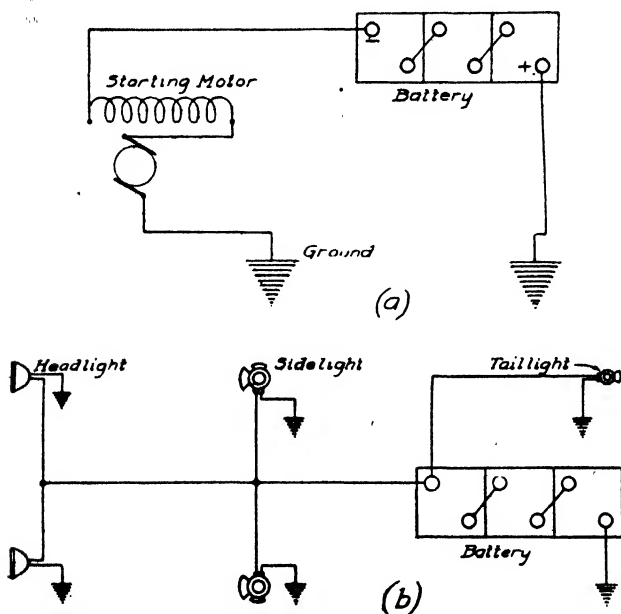 Starting Motor
–
+
Battery
Ground
(a)
Headlight
Sidelight
Taillight
Battery
(b)